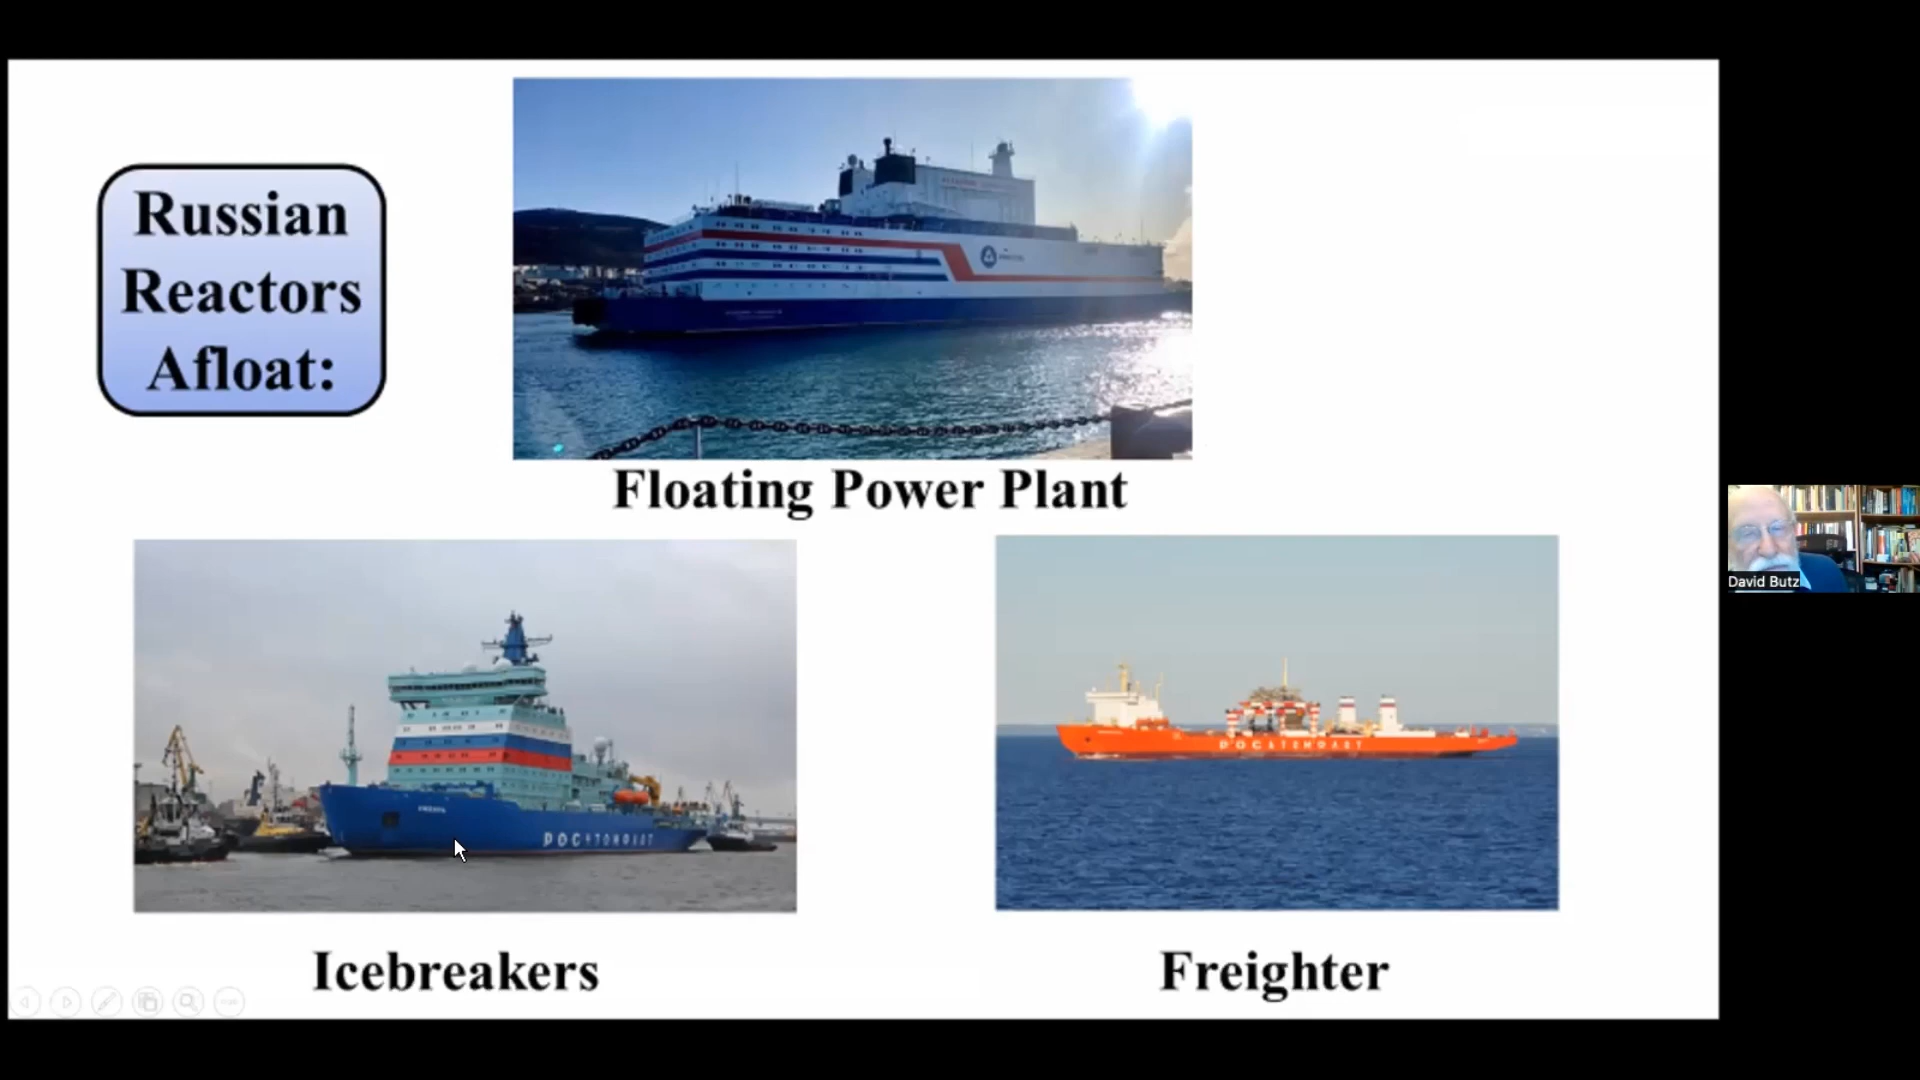 Russian
Reactors
Afloat:
Floating Power Plant
РОСАТОМФЛОТ
РОСАТОМФЛОТ
Icebreakers
Freighter
David Butz